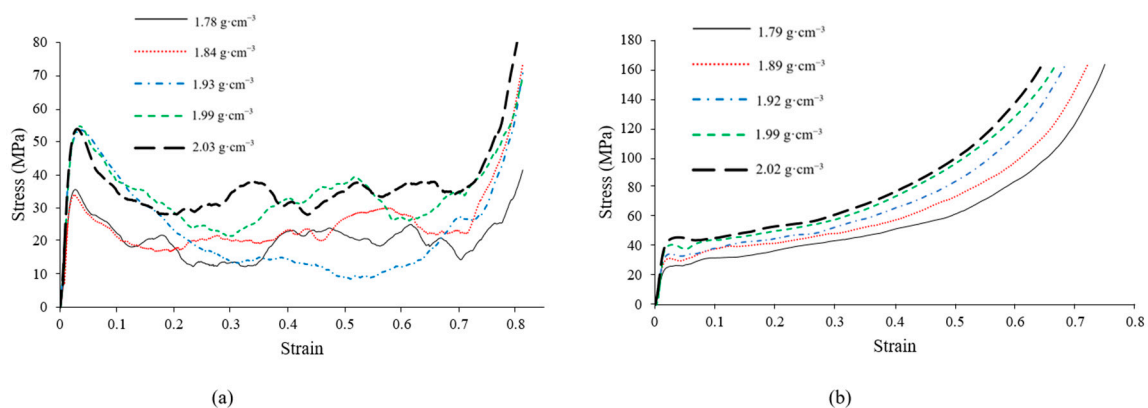 1.78 g·cm⁻³
1.84 g·cm⁻³
1.93 g·cm⁻³
1.99 g·cm⁻³
2.03 g·cm⁻³
80
70
60
50
40
30
20
10
0
Stress (MPa)
0 0.1 0.2 0.3 0.4 0.5 0.6 0.7 0.8
Strain
(a)
1.79 g·cm⁻³
1.89 g·cm⁻³
1.92 g·cm⁻³
1.99 g·cm⁻³
2.02 g·cm⁻³
180
160
140
120
100
80
60
40
20
0
Stress (MPa)
0 0.1 0.2 0.3 0.4 0.5 0.6 0.7 0.8
Strain
(b)